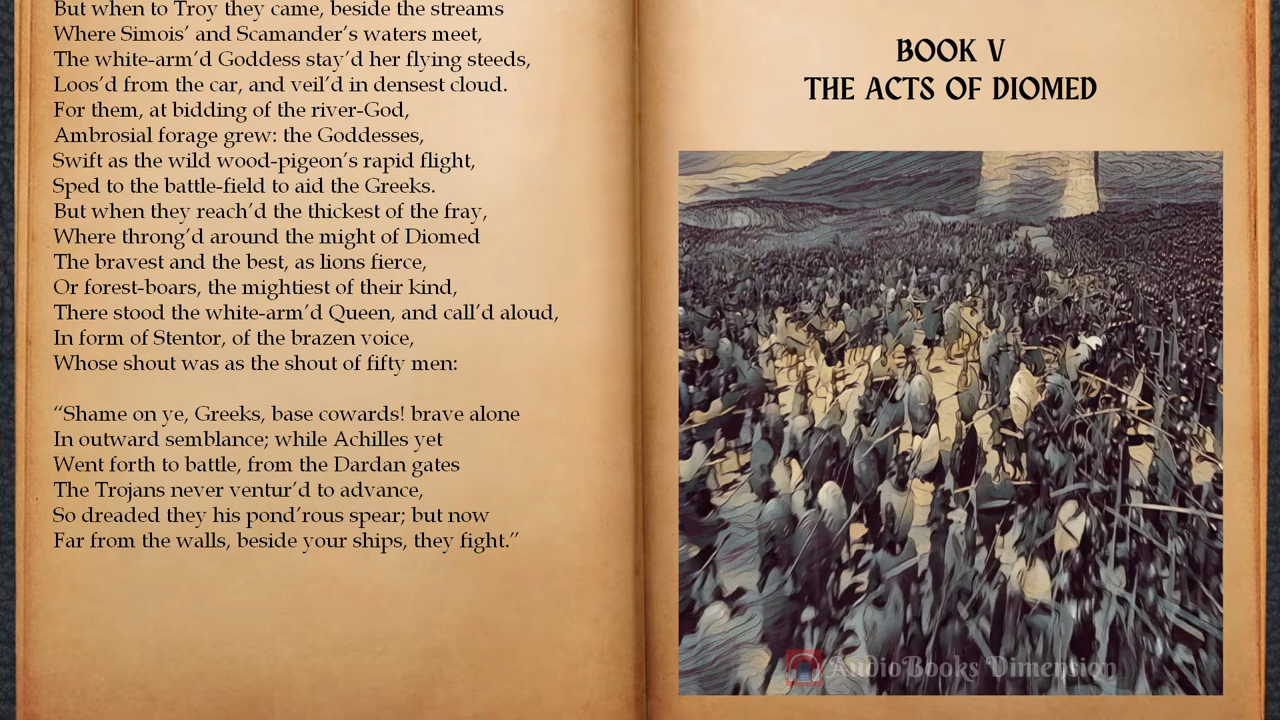 But when to Troy they came, beside the streams
Where Simois’ and Scamander’s waters meet,
The white-arm’d Goddess stay’d her flying steeds,
Loos’d from the car, and veil’d in densest cloud.
For them, at bidding of the river-God,
Ambrosial forage grew: the Goddesses,
Swift as the wild wood-pigeon’s rapid flight,
Sped to the battle-field to aid the Greeks.
But when they reach’d the thickest of the fray,
Where throng’d around the might of Diomed
The bravest and the best, as lions fierce,
Or forest-boars, the mightiest of their kind,
There stood the white-arm’d Queen, and call’d aloud,
In form of Stentor, of the brazen voice,
Whose shout was as the shout of fifty men:
“Shame on ye, Greeks, base cowards! brave alone
In outward semblance; while Achilles yet
Went forth to battle, from the Dardan gates
The Trojans never ventur’d to advance,
So dreaded they his pond’rous spear; but now
Far from the walls, beside your ships, they fight.”
BOOK V
THE ACTS OF DIOMED
AudioBooks Dimension